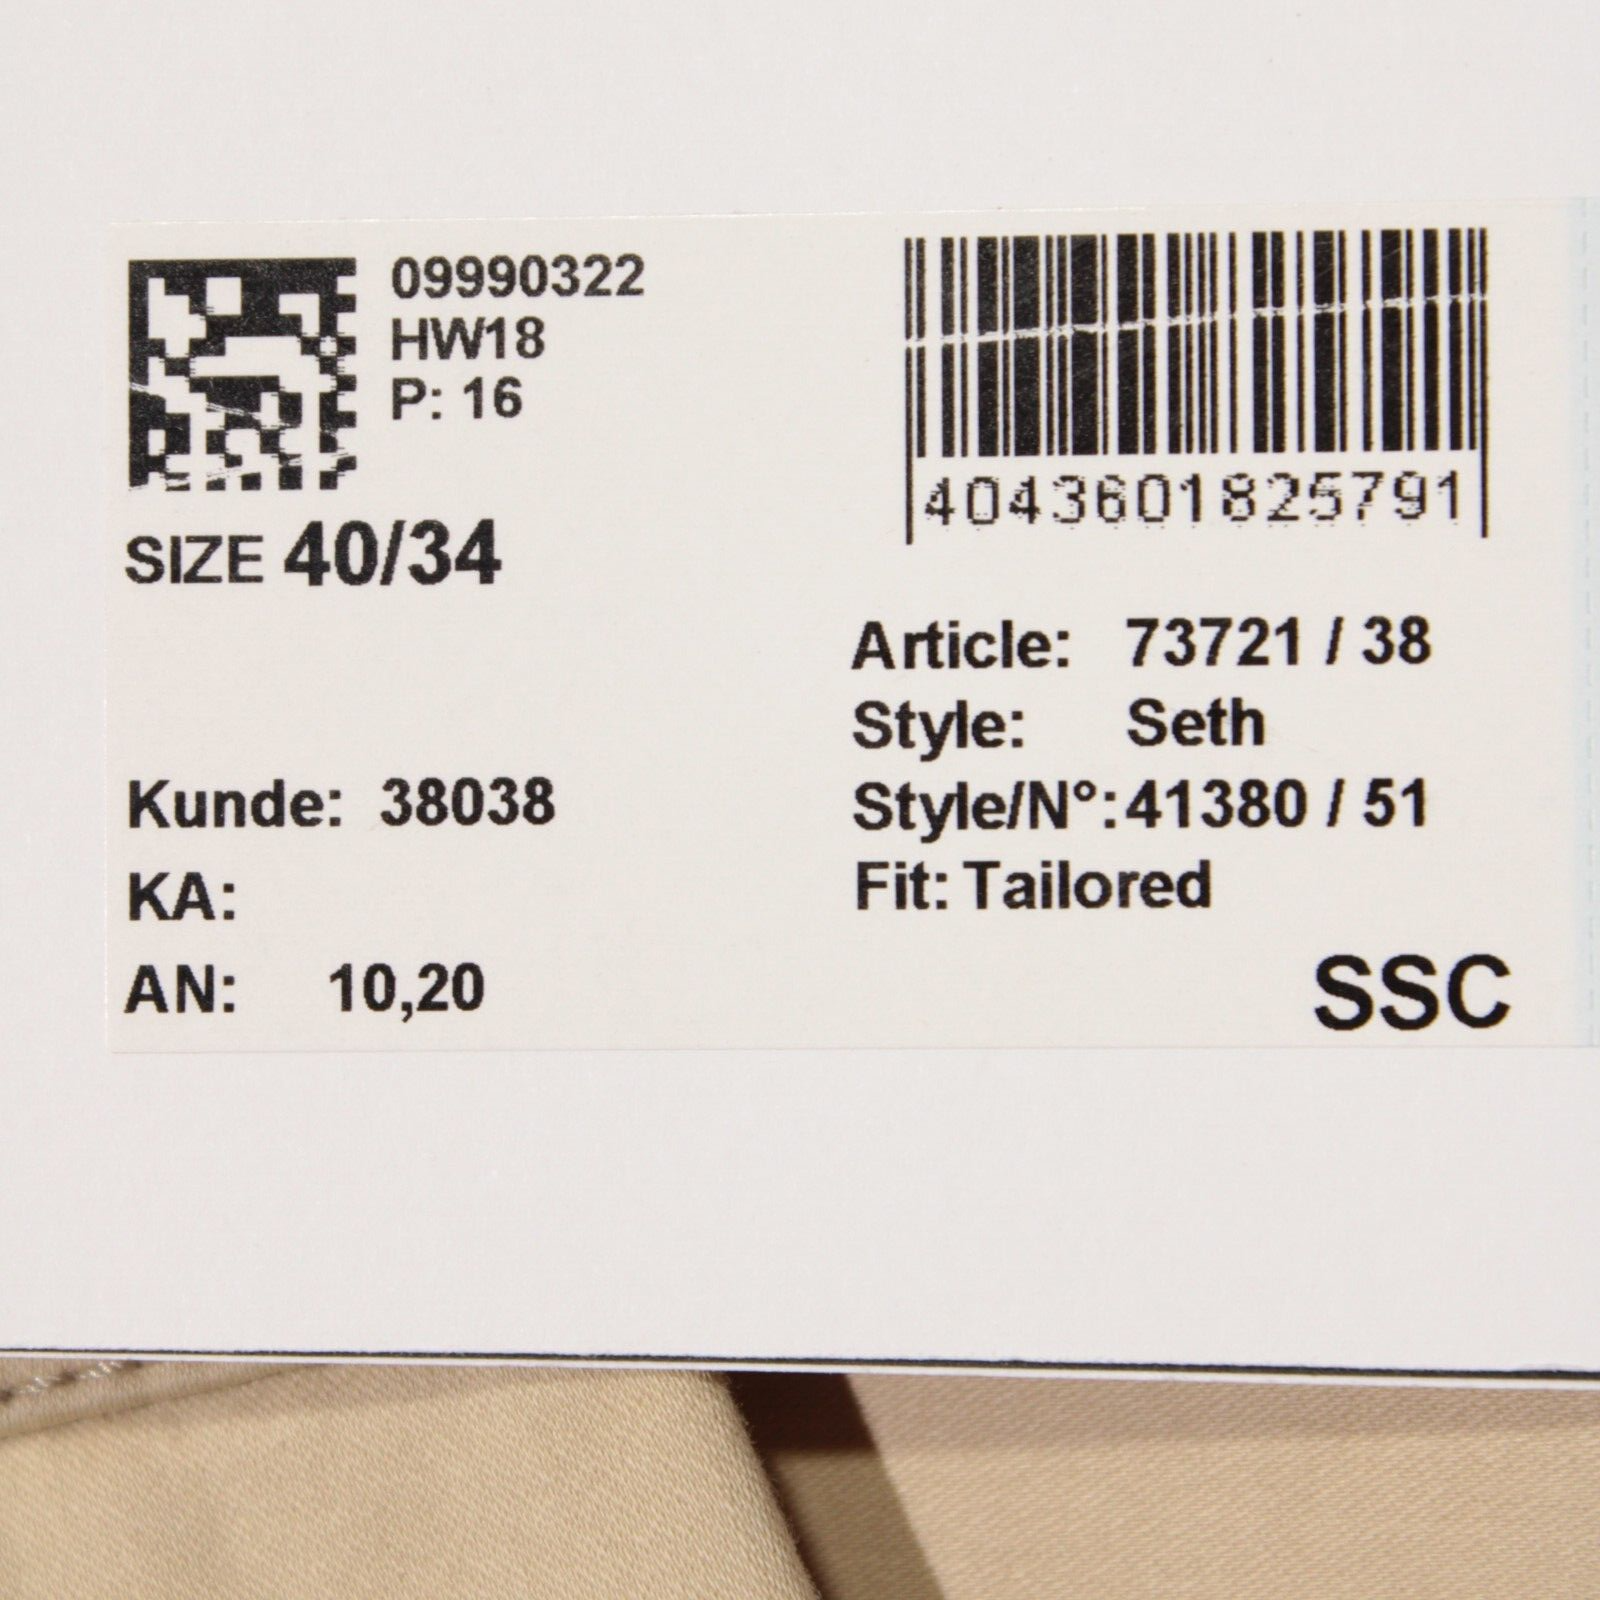 09990322
HW18
P: 16
SIZE 40/34
4043601825791
Article: 73721 / 38
Style: Seth
Style/N°: 41380 / 51
Fit: Tailored
Kunde: 38038
KA:
AN: 10,20
SSC